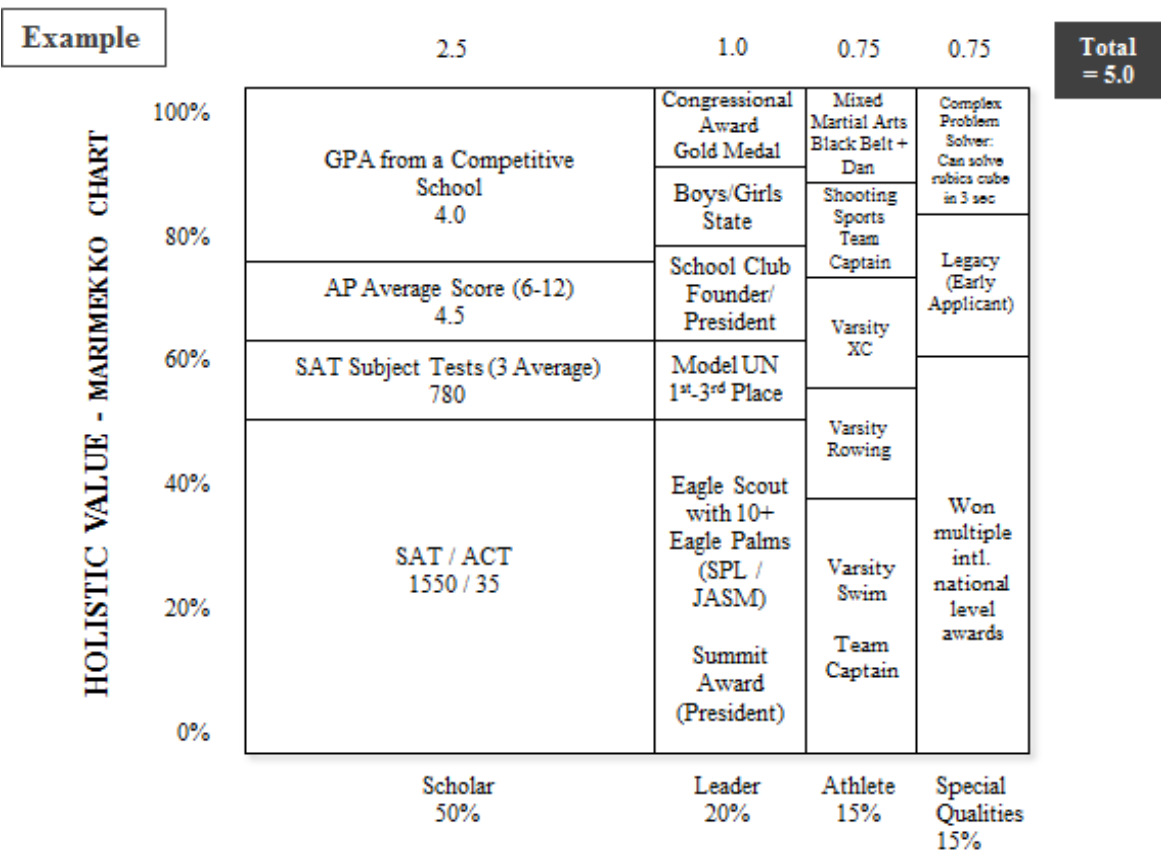 Example
2.5
1.0
0.75
0.75
Total
= 5.0
HOLISTIC VALUE - MARIMEKKO CHART
100%
80%
60%
40%
20%
0%
GPA from a Competitive
School
4.0
AP Average Score (6-12)
4.5
SAT Subject Tests (3 Average)
780
SAT / ACT
1550 / 35
Congressional
Award
Gold Medal
Boys/Girls
State
School Club
Founder/
President
Model UN
1st-3rd Place
Eagle Scout
with 10+
Eagle Palms
(SPL /
JASM)
Summit
Award
(President)
Mixed
Martial Arts
Black Belt +
Dan
Shooting
Sports
Team
Captain
Varsity
XC
Varsity
Rowing
Varsity
Swim
Team
Captain
Complex
Problem
Solver:
Can solve
rubics cube
in 3 sec
Legacy
(Early
Applicant)
Won
multiple
intl.
national
level
awards
Scholar
50%
Leader
20%
Athlete
15%
Special
Qualities
15%